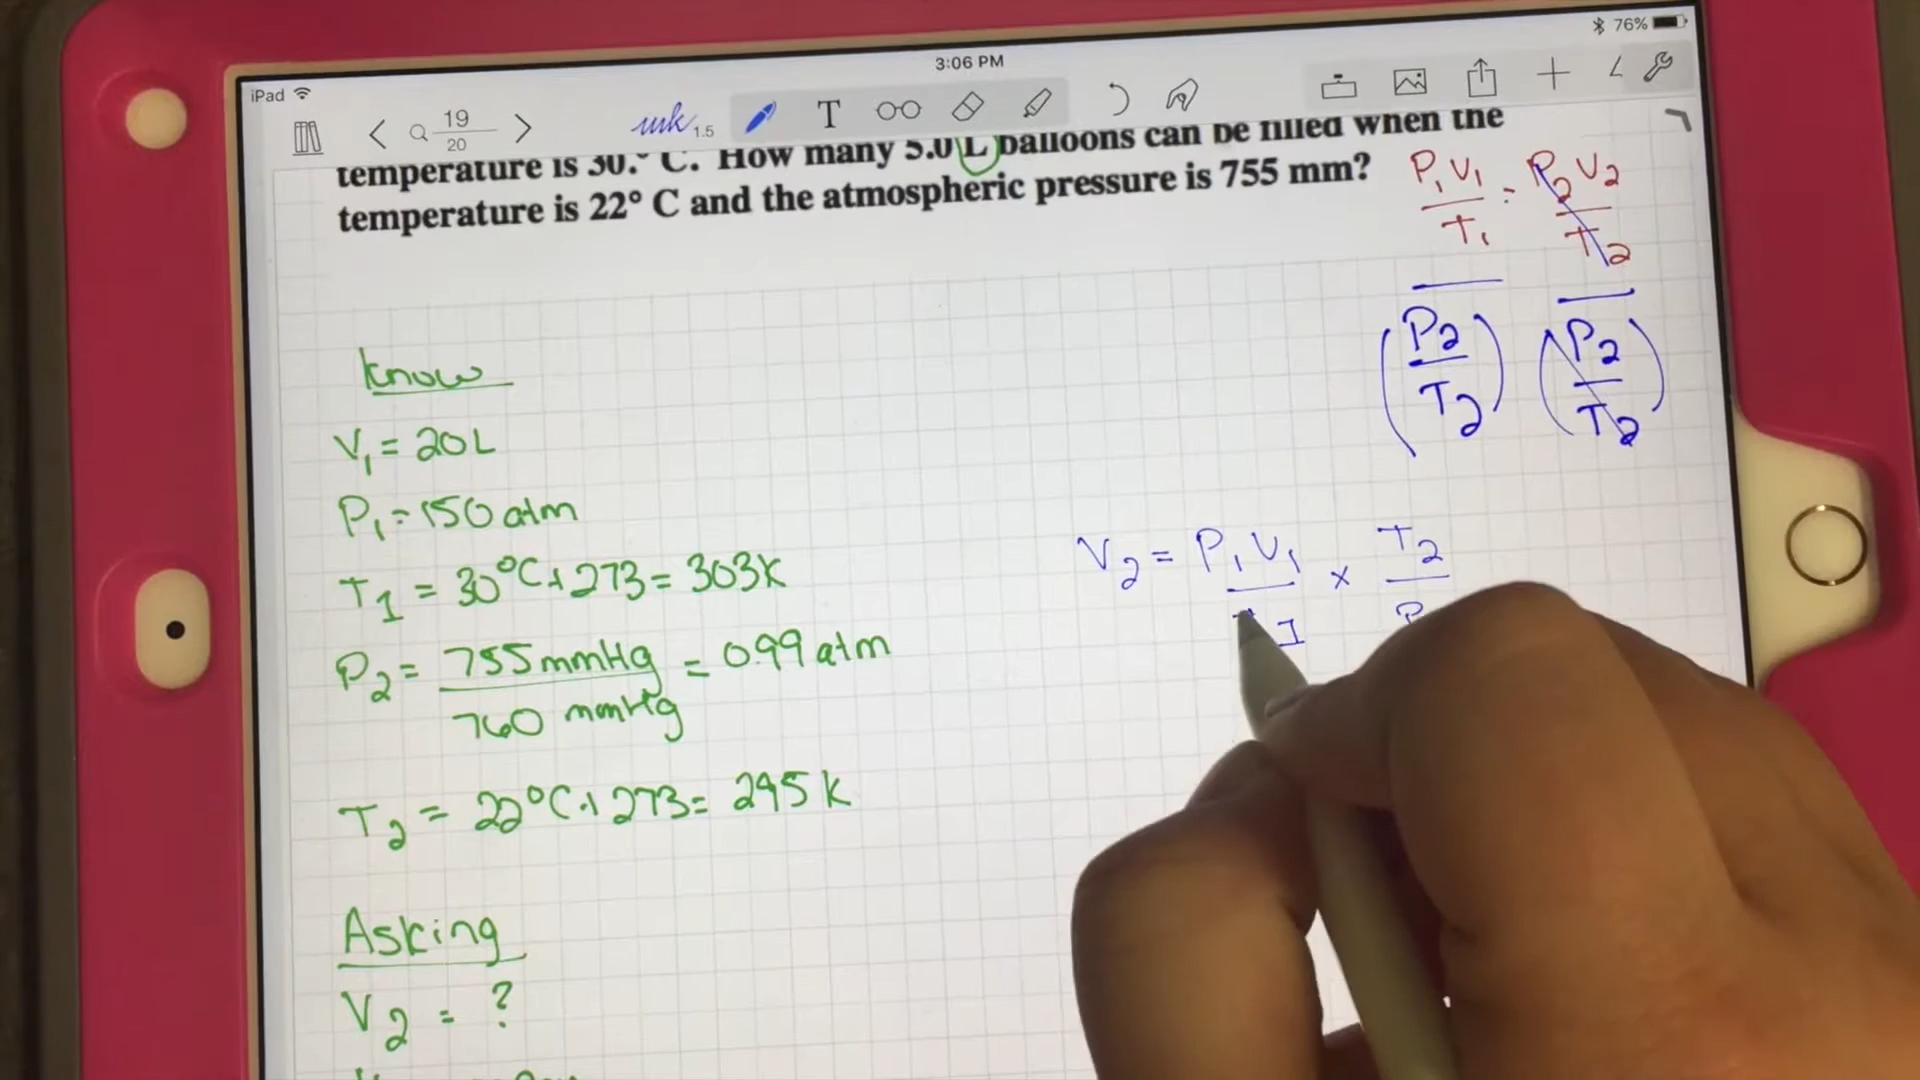 iPad
3:06 PM
76%
19
20
1.5
T
temperature is 30.° C. How many 5.0 L balloons can be filled when the
temperature is 22° C and the atmospheric pressure is 755 mm?
P₁V₁ / T₁ = P₂V₂ / T₂
(P₂ / T₂) (P₂ / T₂)
know
V₁ = 20L
P₁ = 150 atm
T₁ = 30°C + 273 = 303K
P₂ = 755 mmHg / 760 mmHg = 0.99 atm
T₂ = 22°C + 273 = 295 K
V₂ = P₁V₁ / T₁ × T₂ / P
Asking
V₂ = ?